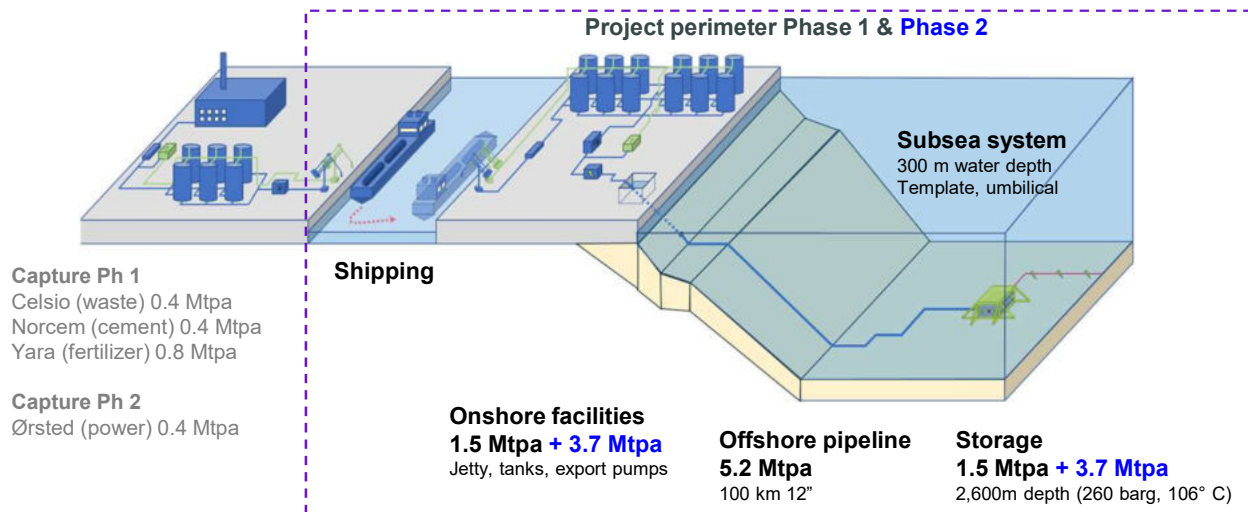 Project perimeter Phase 1 & Phase 2
Subsea system
300 m water depth
Template, umbilical
Shipping
Capture Ph 1
Celsio (waste) 0.4 Mtpa
Norcem (cement) 0.4 Mtpa
Yara (fertilizer) 0.8 Mtpa
Capture Ph 2
Ørsted (power) 0.4 Mtpa
Onshore facilities
1.5 Mtpa + 3.7 Mtpa
Jetty, tanks, export pumps
Offshore pipeline
5.2 Mtpa
100 km 12”
Storage
1.5 Mtpa + 3.7 Mtpa
2,600m depth (260 barg, 106° C)